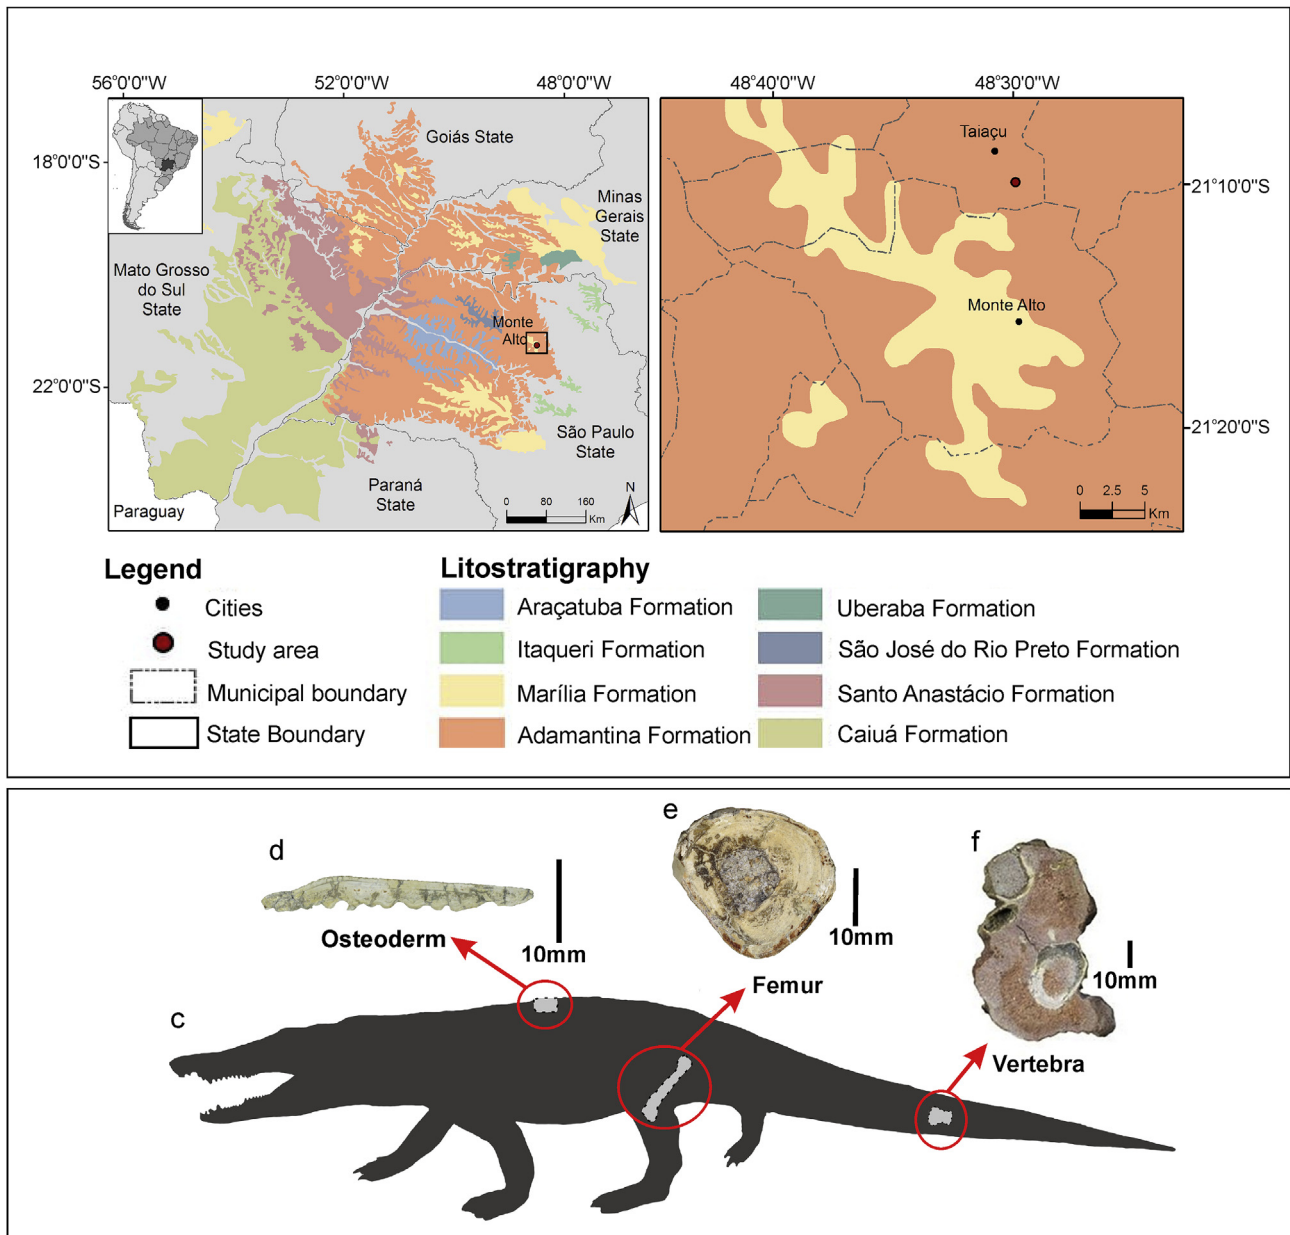 56°0'0"W
52°0'0"W
48°0'0"W
18°0'0"S
22°0'0"S
Goiás State
Minas
Gerais
State
Mato Grosso
do Sul
State
Monte
Alto
São Paulo
State
Paraná
State
Paraguay
0 80 160
Km
N
48°40'0"W
48°30'0"W
Taiaçu
21°10'0"S
Monte Alto
21°20'0"S
0 2.5 5
Km
Legend
Cities
Study area
Municipal boundary
State Boundary
Litostratigraphy
Araçatuba Formation
Itaqueri Formation
Marília Formation
Adamantina Formation
Uberaba Formation
São José do Rio Preto Formation
Santo Anastácio Formation
Caiuá Formation
d
10mm
Osteoderm
e
10mm
Femur
f
10mm
Vertebra
c